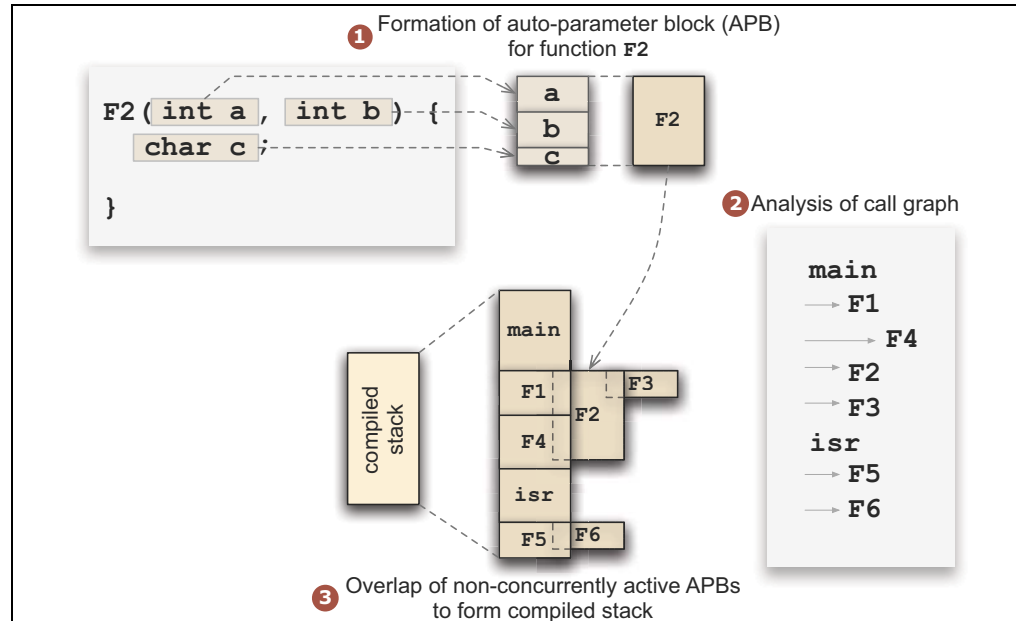 1 Formation of auto-parameter block (APB)
for function F2
F2(int a, int b) {
char c;
}
a
b
c
F2
2 Analysis of call graph
main
F1
F4
F2
F3
isr
F5
F6
compiled
stack
main
F1
F2
F3
F4
isr
F5
F6
3 Overlap of non-concurrently active APBs
to form compiled stack